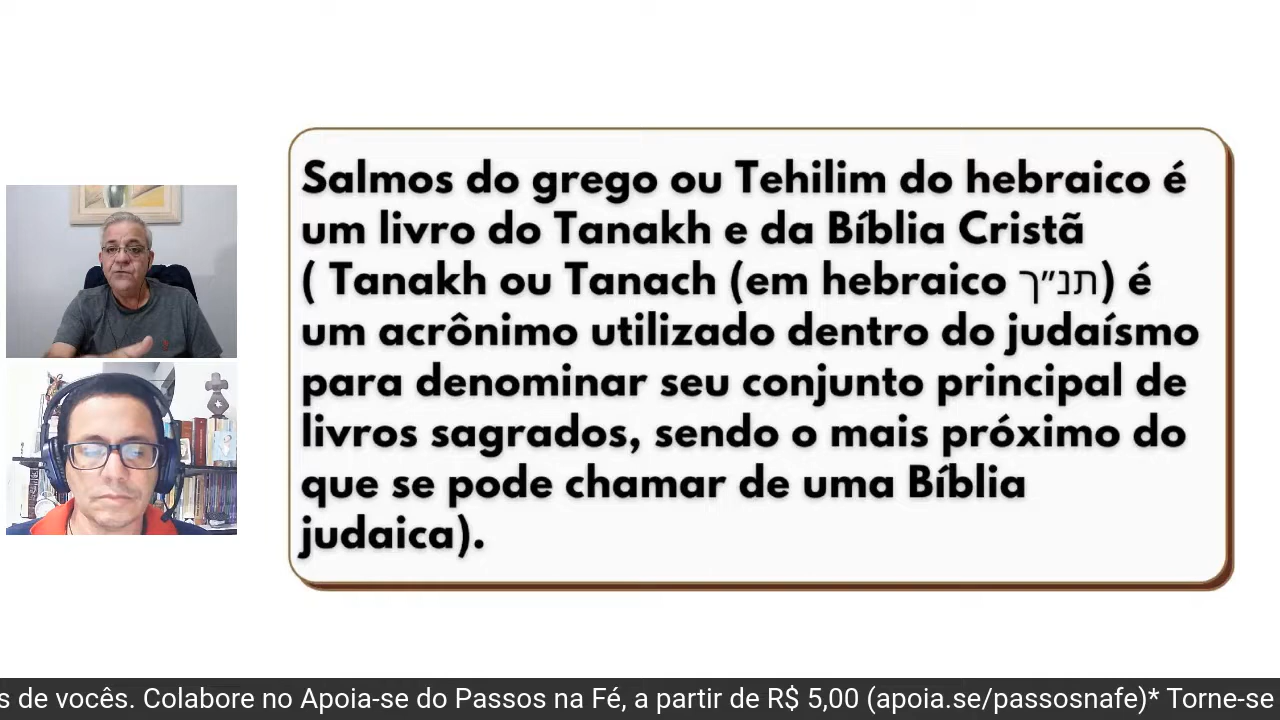 Salmos do grego ou Tehilim do hebraico é
um livro do Tanakh e da Bíblia Cristã
( Tanakh ou Tanach (em hebraico תנ״ך) é
um acrônimo utilizado dentro do judaísmo
para denominar seu conjunto principal de
livros sagrados, sendo o mais próximo do
que se pode chamar de uma Bíblia
judaica).
s de vocês. Colabore no Apoia-se do Passos na Fé, a partir de R$ 5,00 (apoia.se/passosnafe)* Torne-se